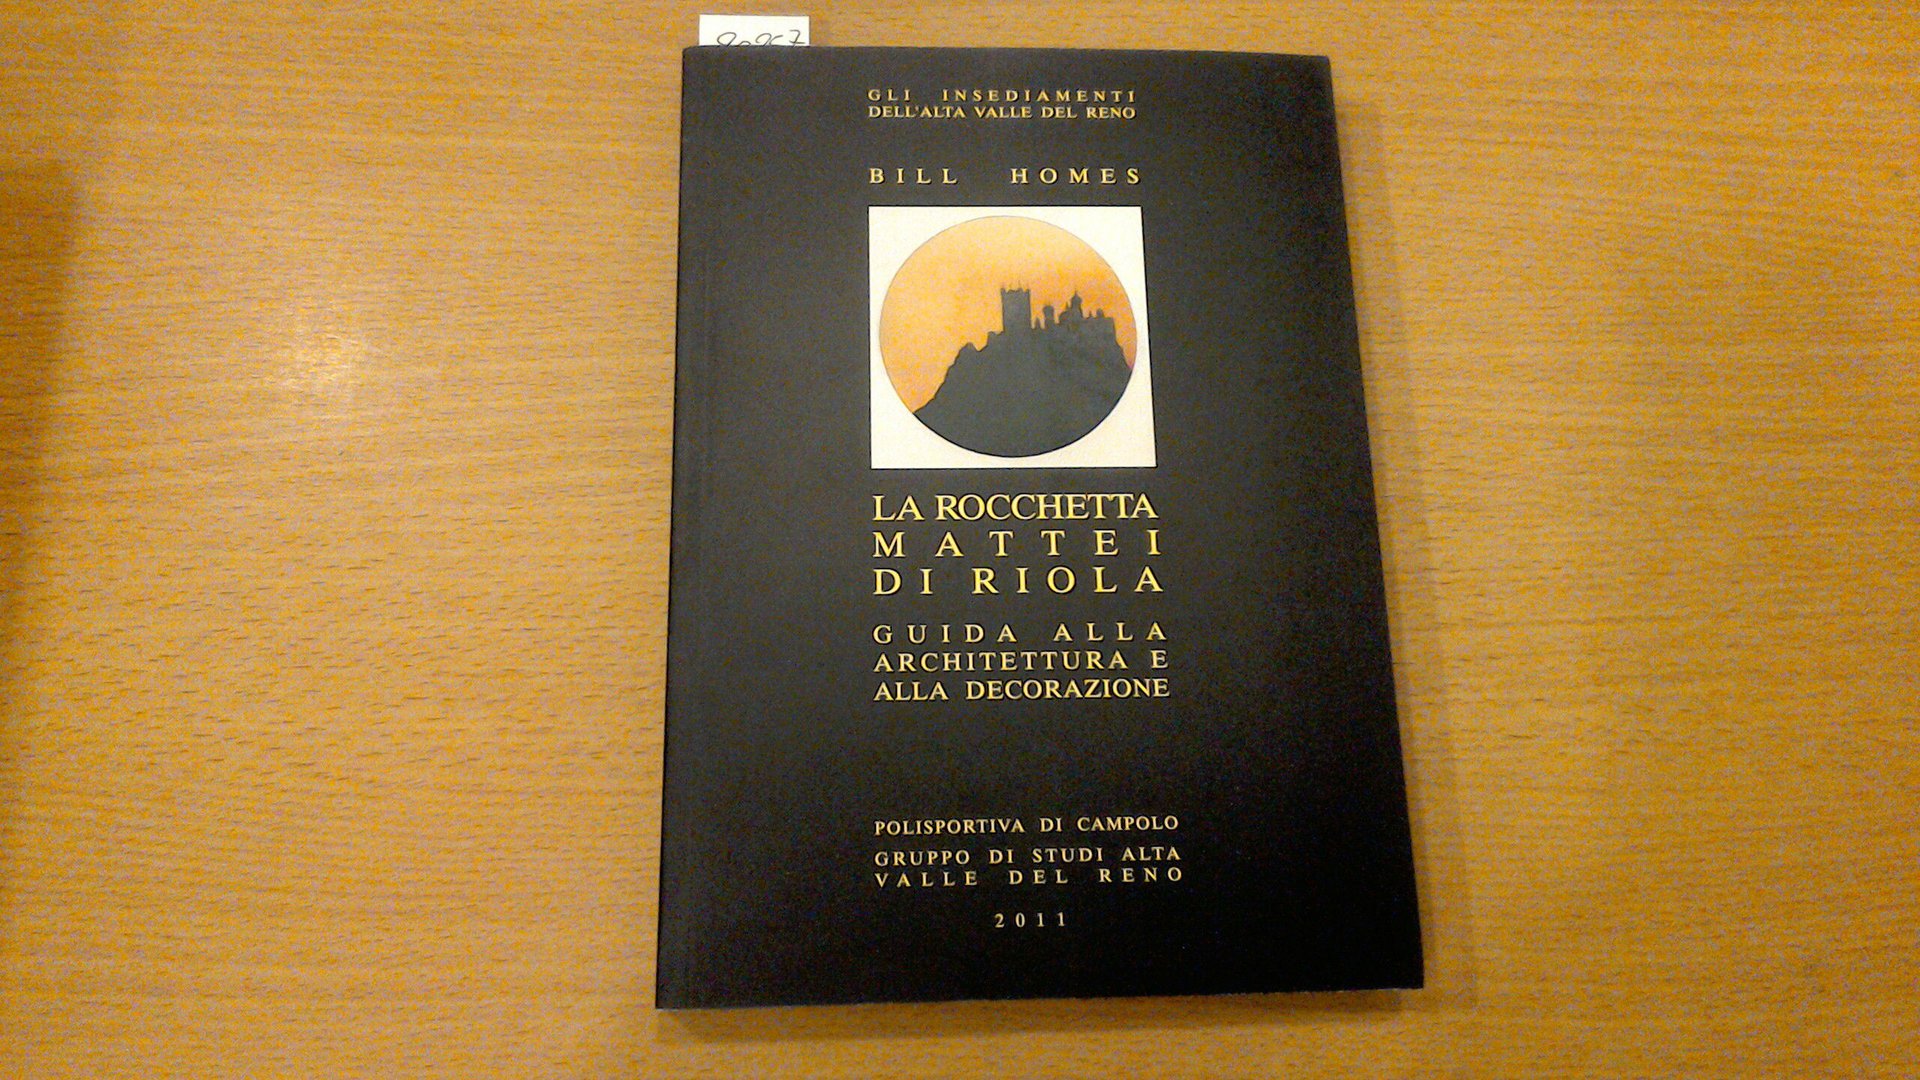 GLI INSEDIAMENTI
DELL'ALTA VALLE DEL RENO
BILL HOMES
LA ROCCHETTA
MATTEI
DI RIOLA
GUIDA ALLA
ARCHITETTURA E
ALLA DECORAZIONE
POLISPORTIVA DI CAMPOLO
GRUPPO DI STUDI ALTA
VALLE DEL RENO
2011